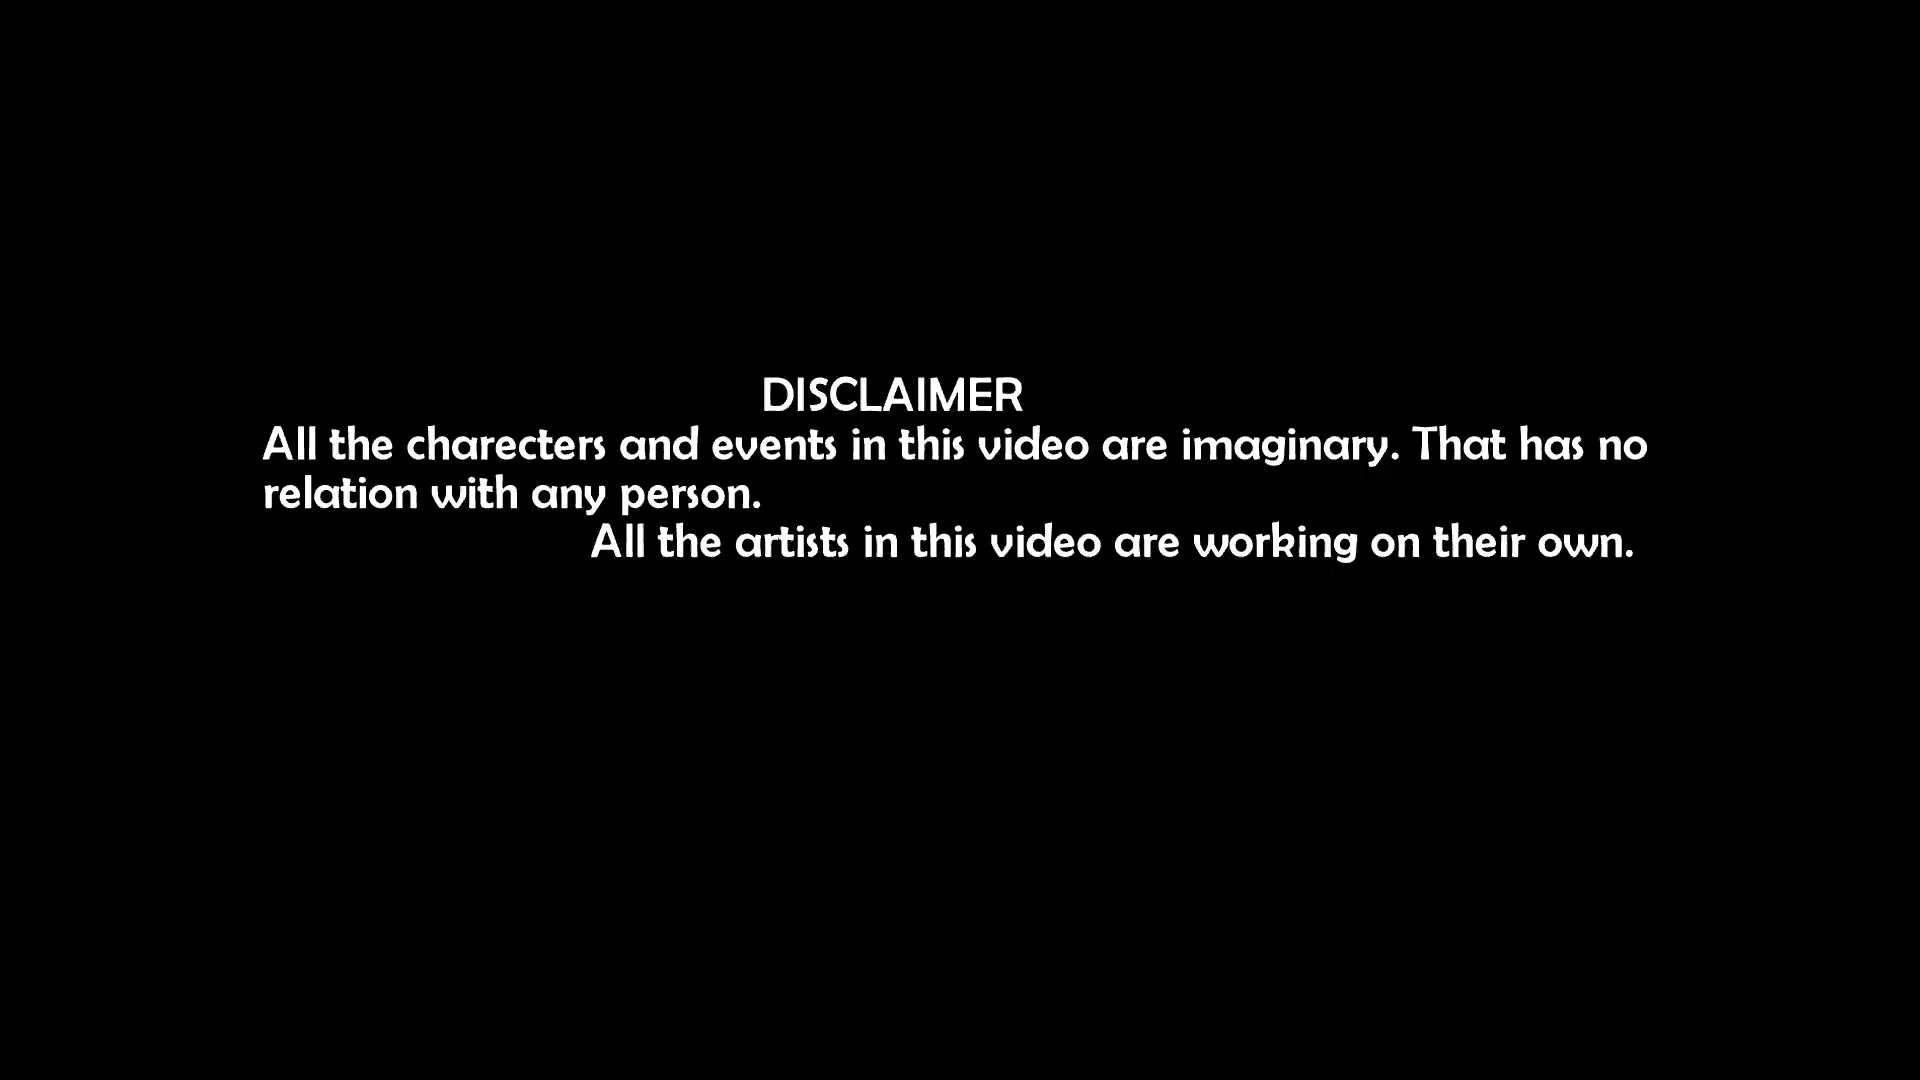 DISCLAIMER
All the charecters and events in this video are imaginary. That has no
relation with any person.
All the artists in this video are working on their own.